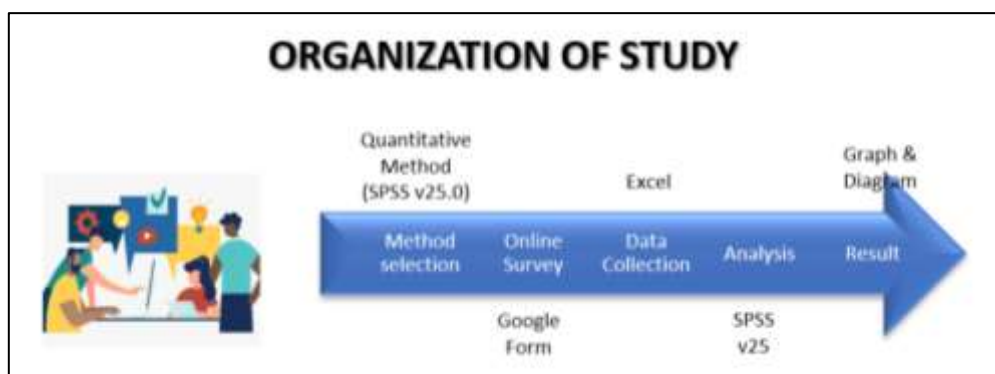 ORGANIZATION OF STUDY
Quantitative
Method
(SPSS v25.0)
Excel
Graph &
Diagram
Method
selection
Online
Survey
Data
Collection
Analysis
Result
Google
Form
SPSS
v25